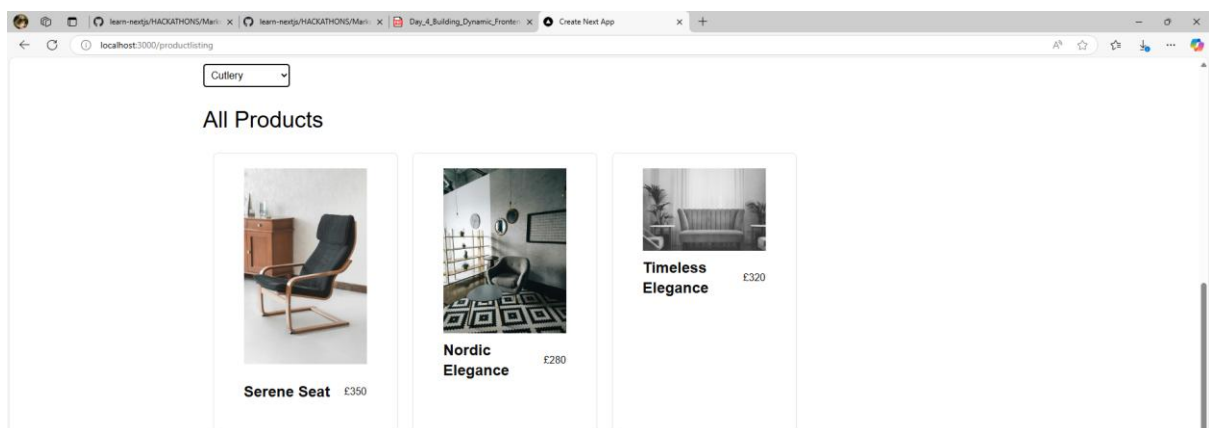 learn-nextjs/HACKATHONS/Mark
learn-nextjs/HACKATHONS/Mark
Day_4_Building_Dynamic_Fronten
Create Next App
localhost:3000/productlisting
Cutlery
All Products
Serene Seat £350
Nordic
Elegance
£280
Timeless
Elegance
£320